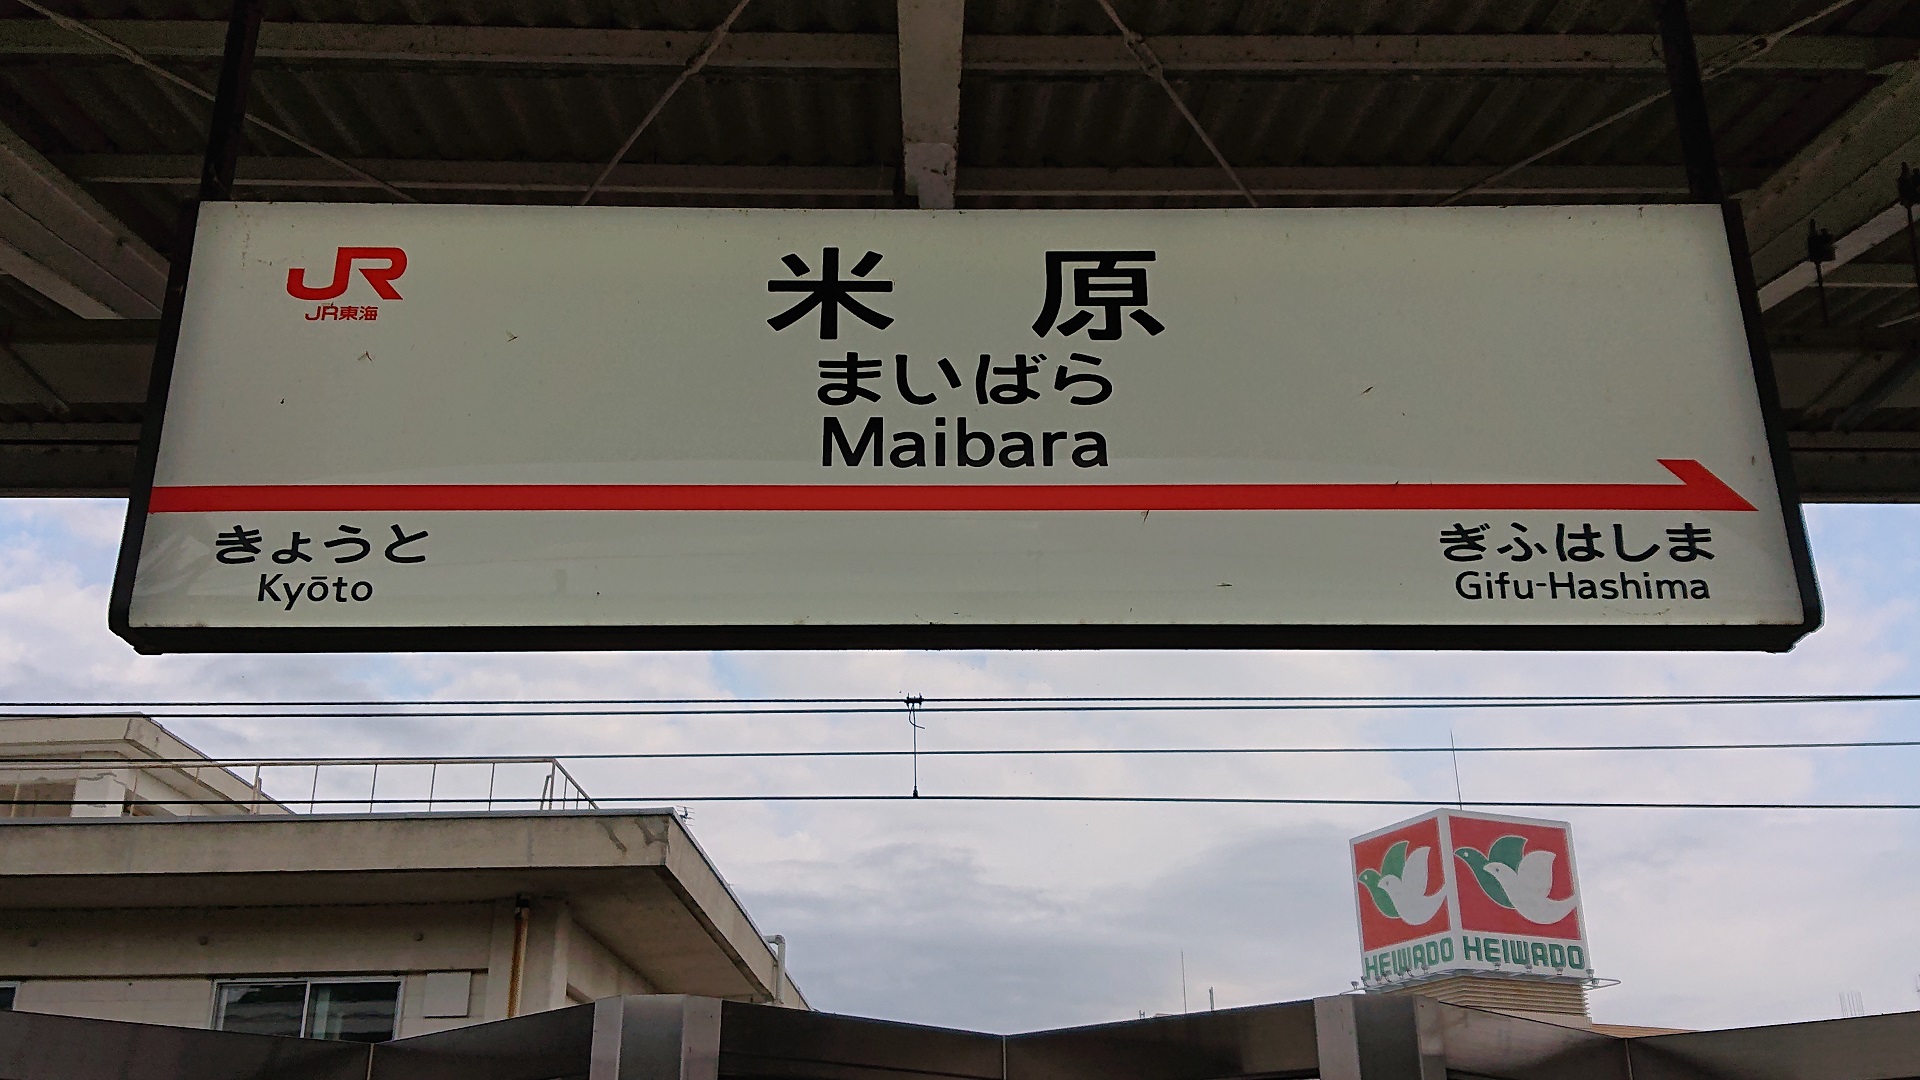 JR
JR東海
米原
まいばら
Maibara
きょうと
Kyōto
ぎふはしま
Gifu-Hashima
HEIWADO HEIWADO